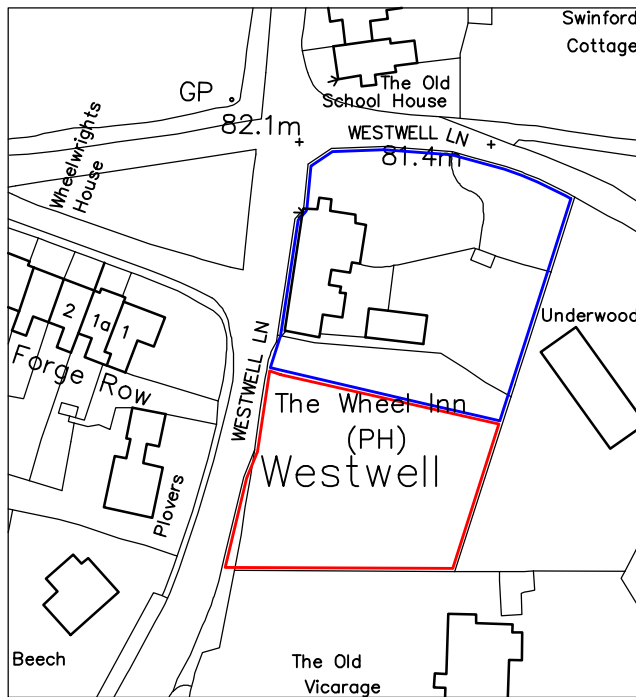 Swinford
Cottage
GP
The Old
School House
82.1m
WESTWELL LN
81.4m
Wheelwrights
House
Underwood
2
1a
1
Forge Row
WESTWELL LN
The Wheel Inn
(PH)
Westwell
Plovers
Beech
The Old
Vicarage